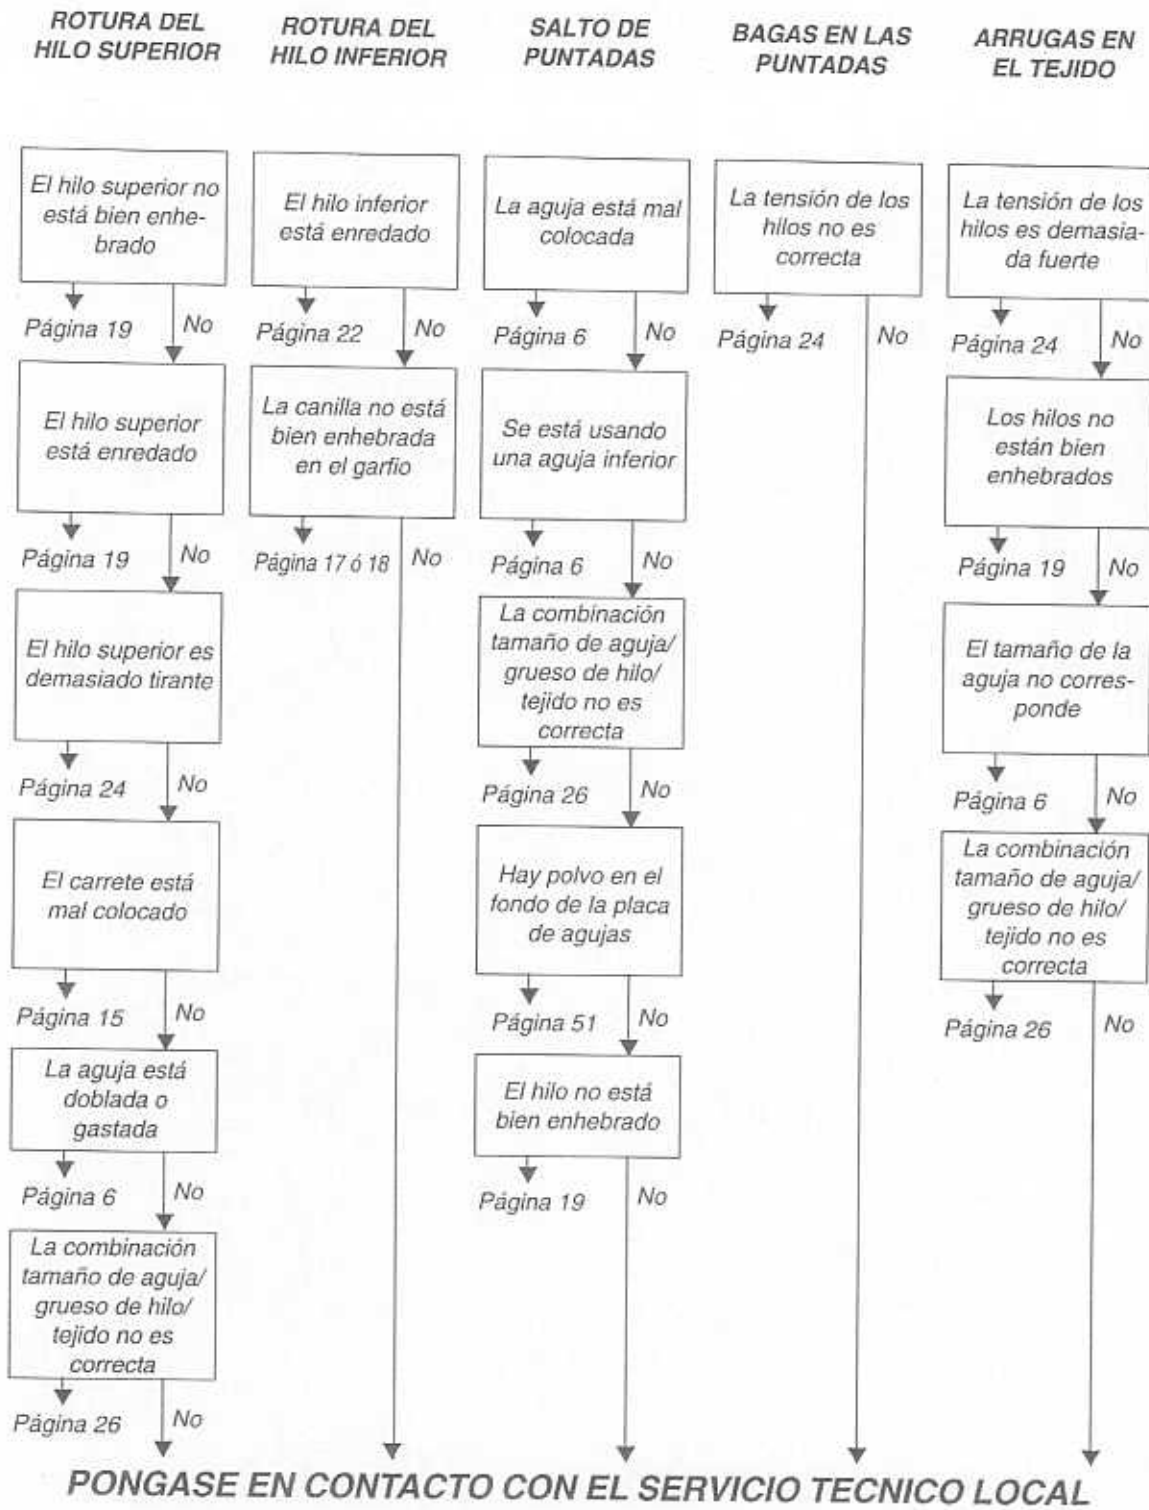 ROTURA DEL
HILO SUPERIOR
El hilo superior no
está bien enhe-
brado
Página 19
No
El hilo superior
está enredado
Página 19
No
El hilo superior es
demasiado tirante
Página 24
No
El carrete está
mal colocado
Página 15
No
La aguja está
doblada o
gastada
Página 6
No
La combinación
tamaño de aguja/
grueso de hilo/
tejido no es
correcta
Página 26
No
ROTURA DEL
HILO INFERIOR
El hilo inferior
está enredado
Página 22
No
La canilla no está
bien enhebrada
en el garfio
Página 17 ó 18
No
SALTO DE
PUNTADAS
La aguja está mal
colocada
Página 6
No
Se está usando
una aguja inferior
Página 6
No
La combinación
tamaño de aguja/
grueso de hilo/
tejido no es
correcta
Página 26
No
Hay polvo en el
fondo de la placa
de agujas
Página 51
No
El hilo no está
bien enhebrado
Página 19
No
BAGAS EN LAS
PUNTADAS
La tensión de los
hilos no es
correcta
Página 24
No
ARRUGAS EN
EL TEJIDO
La tensión de los
hilos es demasia-
da fuerte
Página 24
No
Los hilos no
están bien
enhebrados
Página 19
No
El tamaño de la
aguja no corres-
ponde
Página 6
No
La combinación
tamaño de aguja/
grueso de hilo/
tejido no es
correcta
Página 26
No
PONGASE EN CONTACTO CON EL SERVICIO TECNICO LOCAL